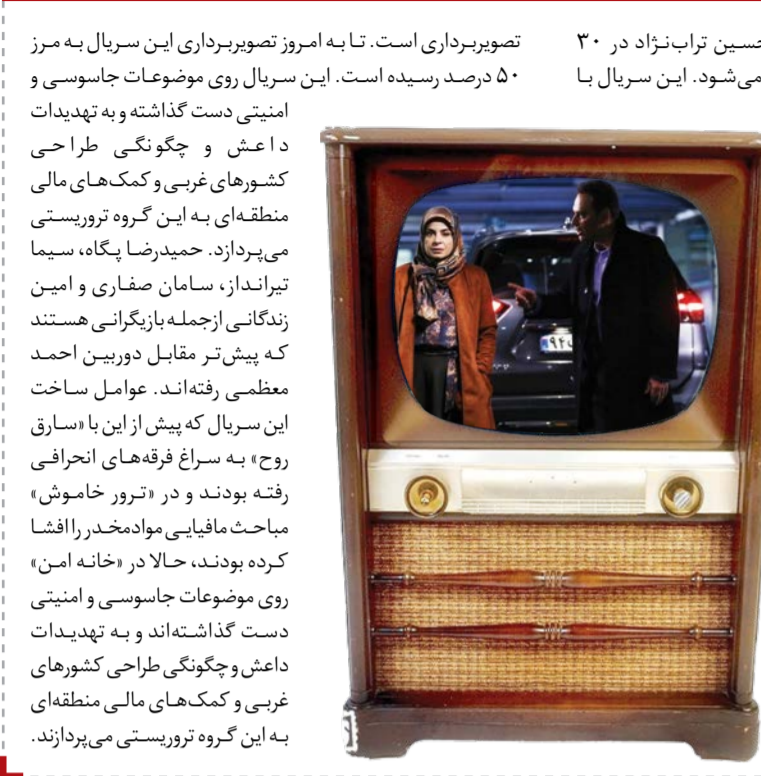 حسین تراب‌نژاد در ۳۰
می‌شود. این سریال با
تصویربرداری است. تا به امروز تصویربرداری این سریال به مرز
۵۰ درصد رسیده است. این سریال روی موضوعات جاسوسی و
امنیتی دست گذاشته و به تهدیدات
داعش و چگونگی طراحی
کشورهای غربی و کمک‌های مالی
منطقه‌ای به این گروه تروریستی
می‌پردازد. حمیدرضا پگاه، سیما
تیرانداز، سامان صفاری و امین
زندگانی ازجمله بازیگرانی هستند
که پیش‌تر مقابل دوربین احمد
معظمی رفته‌اند. عوامل ساخت
این سریال که پیش از این با «سارق
روح» به سراغ فرقه‌های انحرافی
رفته بودند و در «ترور خاموش»
مباحث مافیایی موادمخدر را افشا
کرده بودند، حالا در «خانه امن»
روی موضوعات جاسوسی و امنیتی
دست گذاشته‌اند و به تهدیدات
داعش و چگونگی طراحی کشورهای
غربی و کمک‌های مالی منطقه‌ای
به این گروه تروریستی می‌پردازند.